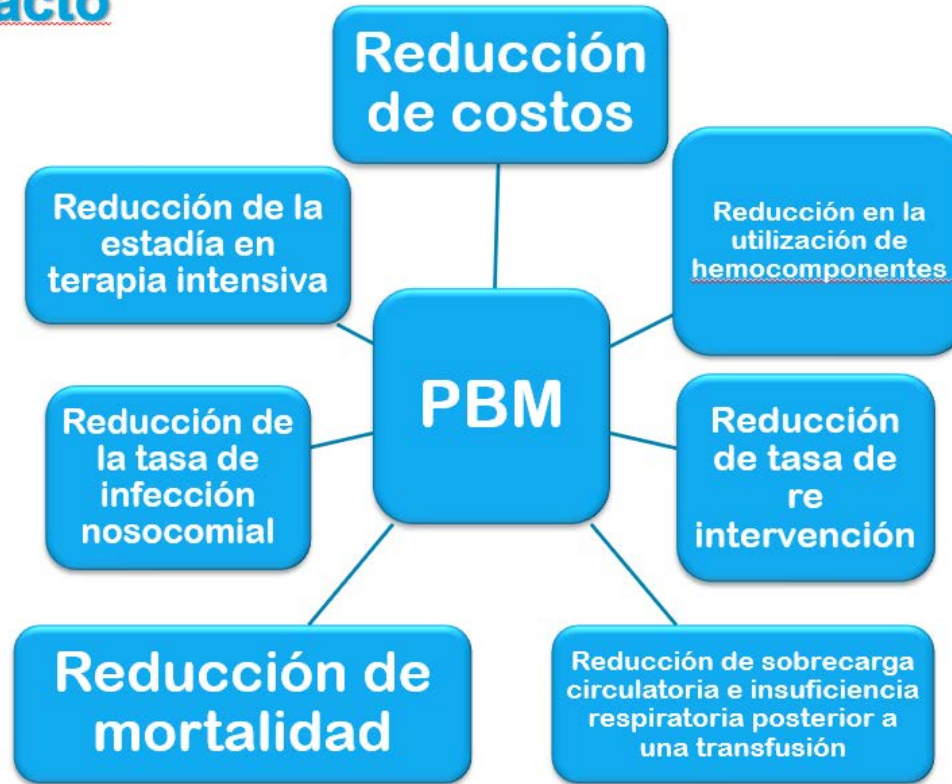 Reducción
de costos
Reducción de la
estadía en
terapia intensiva
Reducción en la
utilización de
hemocomponentes
PBM
Reducción de
la tasa de
infección
nosocomial
Reducción
de tasa de
re
intervención
Reducción de
mortalidad
Reducción de sobrecarga
circulatoria e insuficiencia
respiratoria posterior a
una transfusión